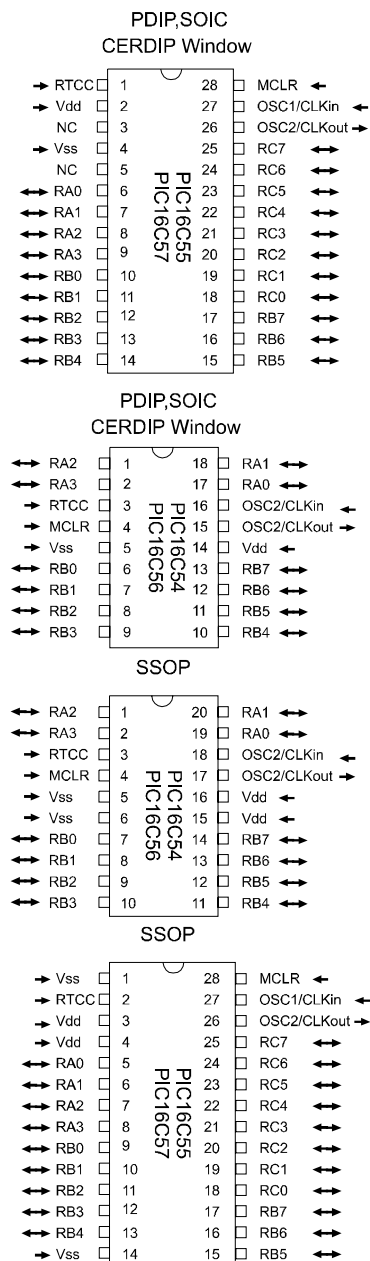 PDIP,SOIC
CERDIP Window
RTCC 1 28 MCLR
Vdd 2 27 OSC1/CLKin
NC 3 26 OSC2/CLKout
Vss 4 25 RC7
NC 5 24 RC6
RA0 6 23 RC5
RA1 7 22 RC4
RA2 8 21 RC3
RA3 9 20 RC2
RB0 10 19 RC1
RB1 11 18 RC0
RB2 12 17 RB7
RB3 13 16 RB6
RB4 14 15 RB5
PIC16C55
PIC16C57
PDIP,SOIC
CERDIP Window
RA2 1 18 RA1
RA3 2 17 RA0
RTCC 3 16 OSC2/CLKin
MCLR 4 15 OSC2/CLKout
Vss 5 14 Vdd
RB0 6 13 RB7
RB1 7 12 RB6
RB2 8 11 RB5
RB3 9 10 RB4
PIC16C54
PIC16C56
SSOP
RA2 1 20 RA1
RA3 2 19 RA0
RTCC 3 18 OSC2/CLKin
MCLR 4 17 OSC2/CLKout
Vss 5 16 Vdd
Vss 6 15 Vdd
RB0 7 14 RB7
RB1 8 13 RB6
RB2 9 12 RB5
RB3 10 11 RB4
PIC16C54
PIC16C56
SSOP
Vss 1 28 MCLR
RTCC 2 27 OSC1/CLKin
Vdd 3 26 OSC2/CLKout
Vdd 4 25 RC7
RA0 5 24 RC6
RA1 6 23 RC5
RA2 7 22 RC4
RA3 8 21 RC3
RB0 9 20 RC2
RB1 10 19 RC1
RB2 11 18 RC0
RB3 12 17 RB7
RB4 13 16 RB6
Vss 14 15 RB5
PIC16C55
PIC16C57